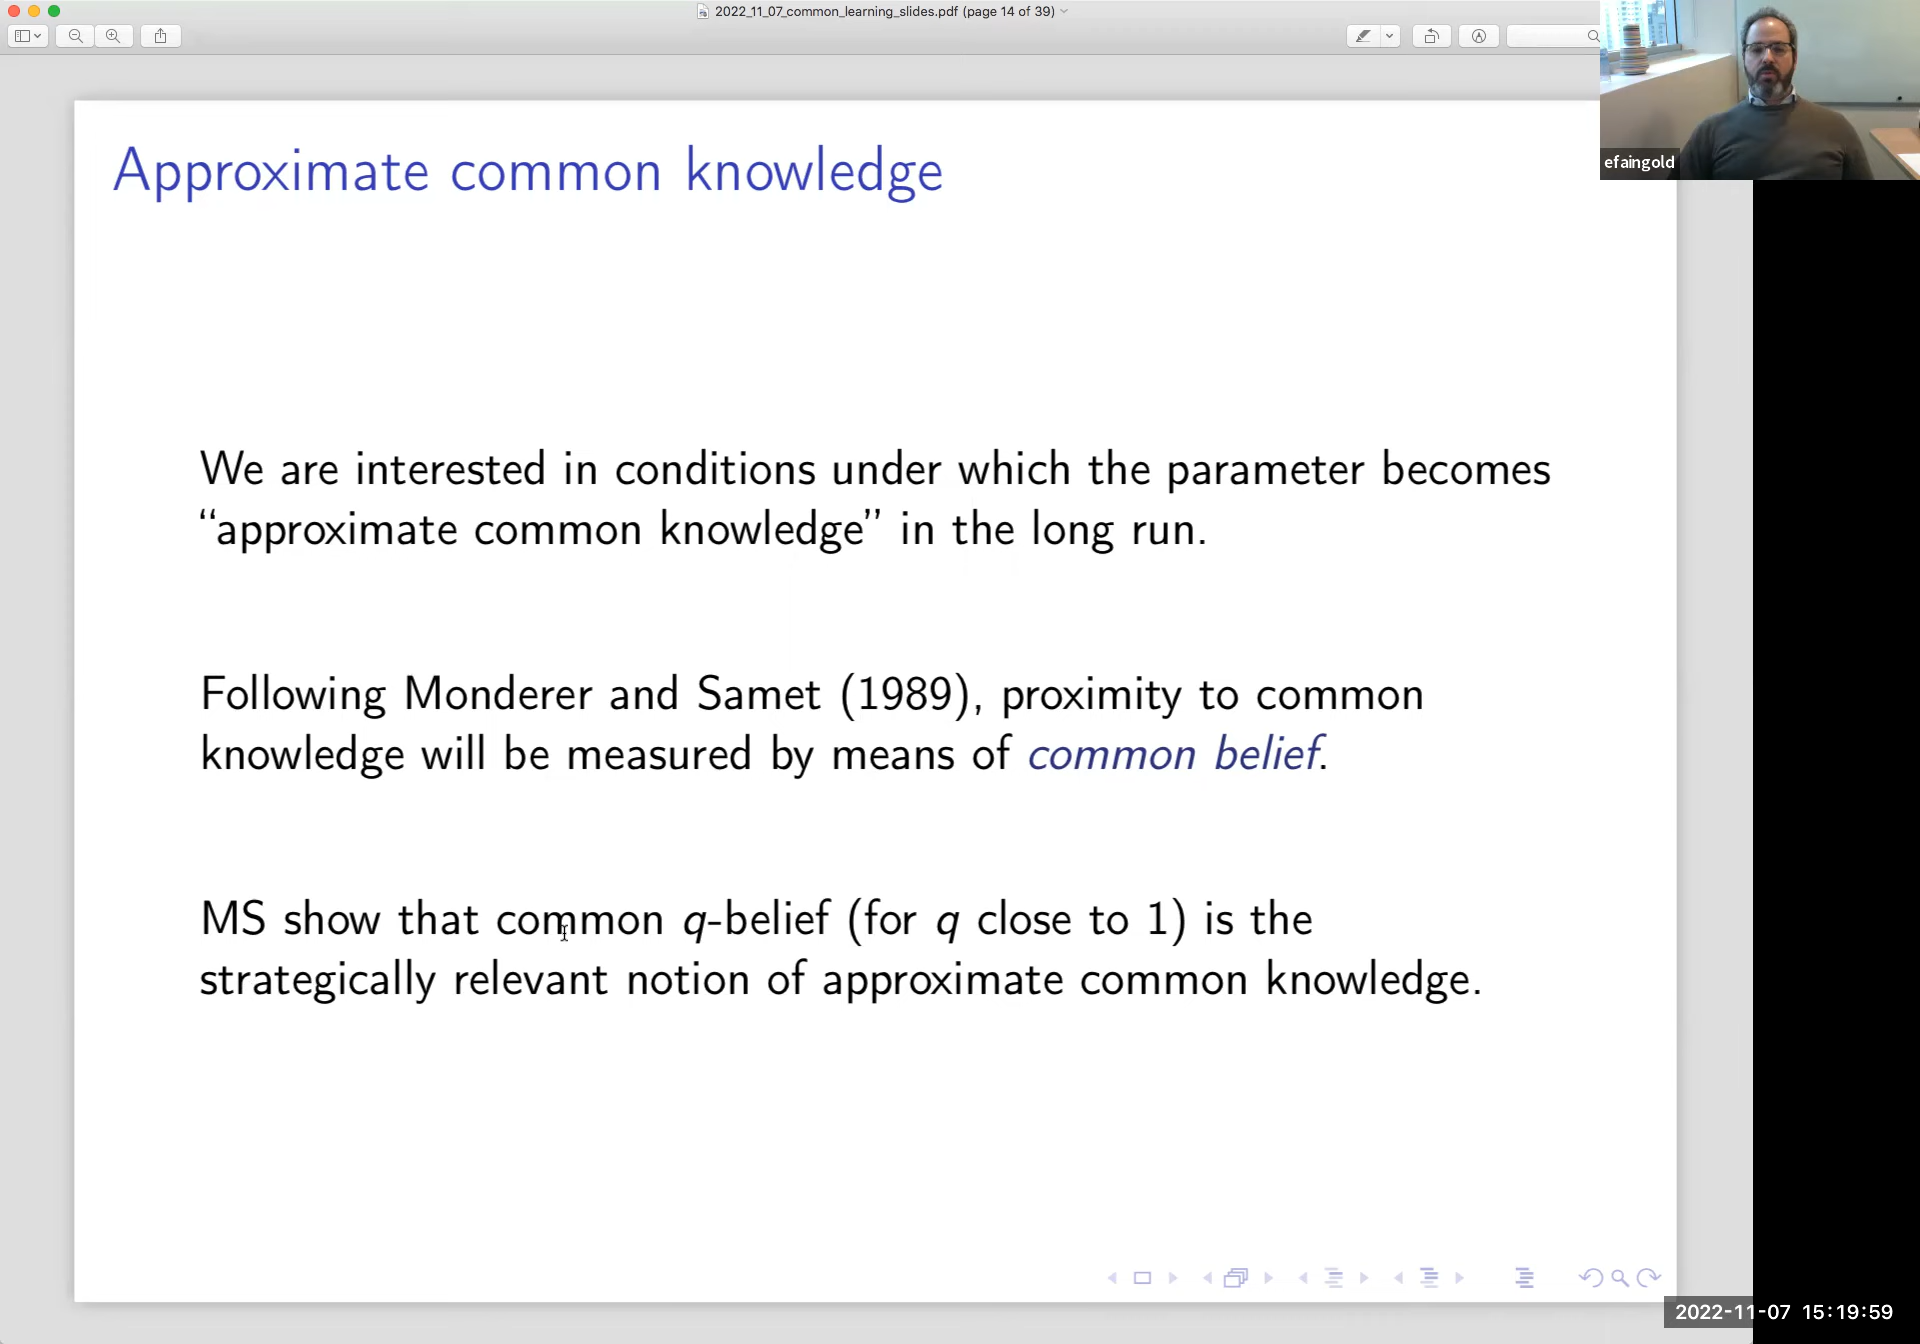 2022_11_07_common_learning_slides.pdf (page 14 of 39)
efaingold
Approximate common knowledge
We are interested in conditions under which the parameter becomes
“approximate common knowledge” in the long run.
Following Monderer and Samet (1989), proximity to common
knowledge will be measured by means of common belief.
MS show that common q-belief (for q close to 1) is the
strategically relevant notion of approximate common knowledge.
2022-11-07 15:19:59